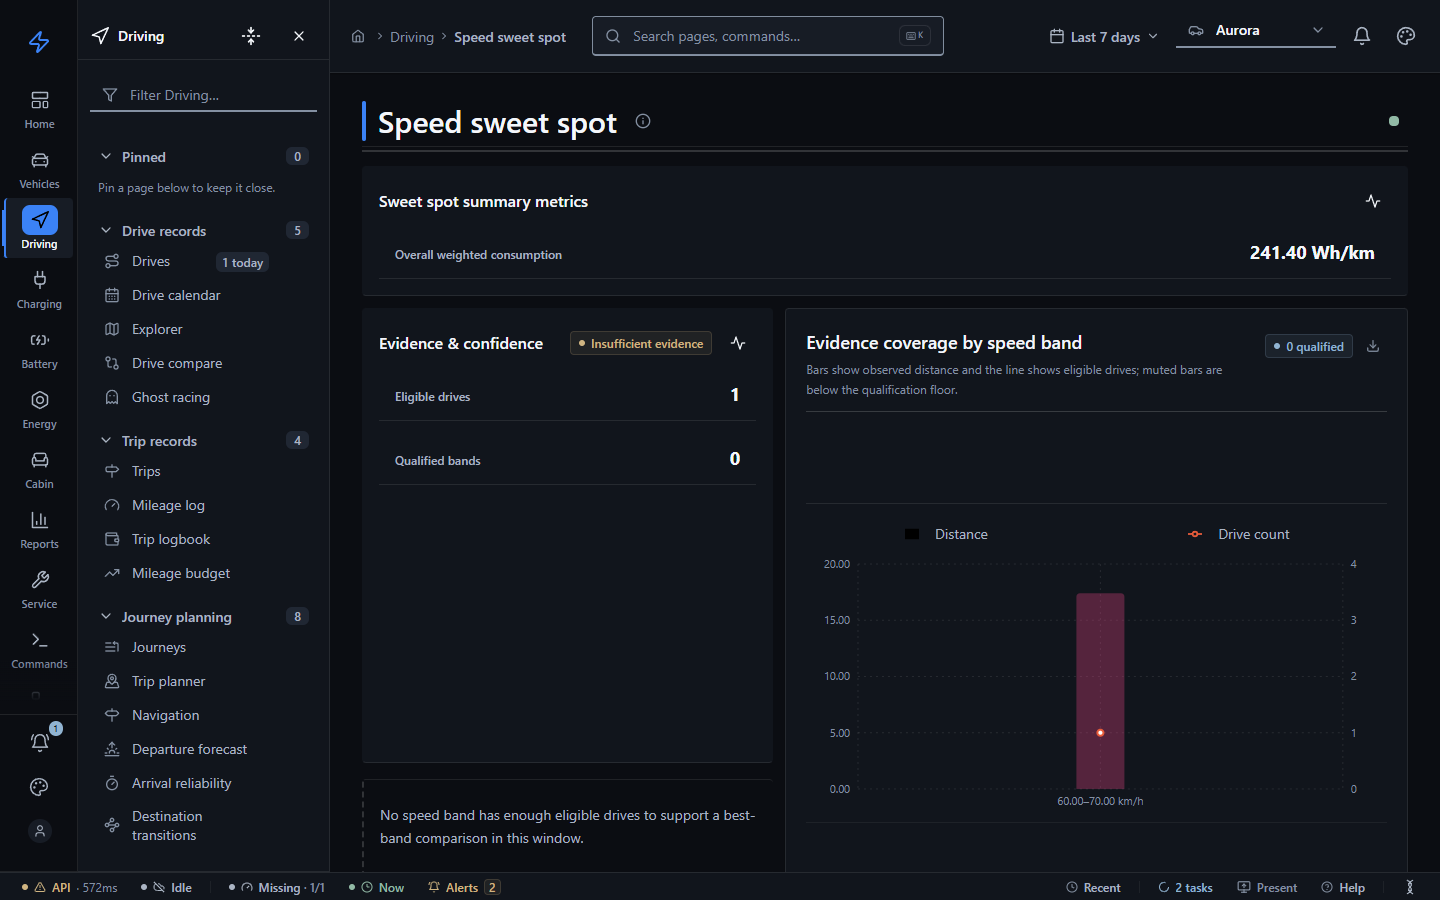 Driving
Driving
Speed sweet spot
Search pages, commands...
K
Last 7 days
Aurora
Home
Vehicles
Driving
Charging
Battery
Energy
Cabin
Reports
Service
Commands
1
Filter Driving...
Pinned
0
Pin a page below to keep it close.
Drive records
5
Drives
1 today
Drive calendar
Explorer
Drive compare
Ghost racing
Trip records
4
Trips
Mileage log
Trip logbook
Mileage budget
Journey planning
8
Journeys
Trip planner
Navigation
Departure forecast
Arrival reliability
Destination
transitions
Speed sweet spot
Sweet spot summary metrics
Overall weighted consumption
241.40 Wh/km
Evidence & confidence
Insufficient evidence
Eligible drives
1
Qualified bands
0
No speed band has enough eligible drives to support a best-
band comparison in this window.
Evidence coverage by speed band
0 qualified
Bars show observed distance and the line shows eligible drives; muted bars are
below the qualification floor.
Distance
Drive count
20.00
15.00
10.00
5.00
0.00
4
3
2
1
0
60.00–70.00 km/h
API · 572ms
Idle
Missing · 1/1
Now
Alerts 2
Recent
2 tasks
Present
Help